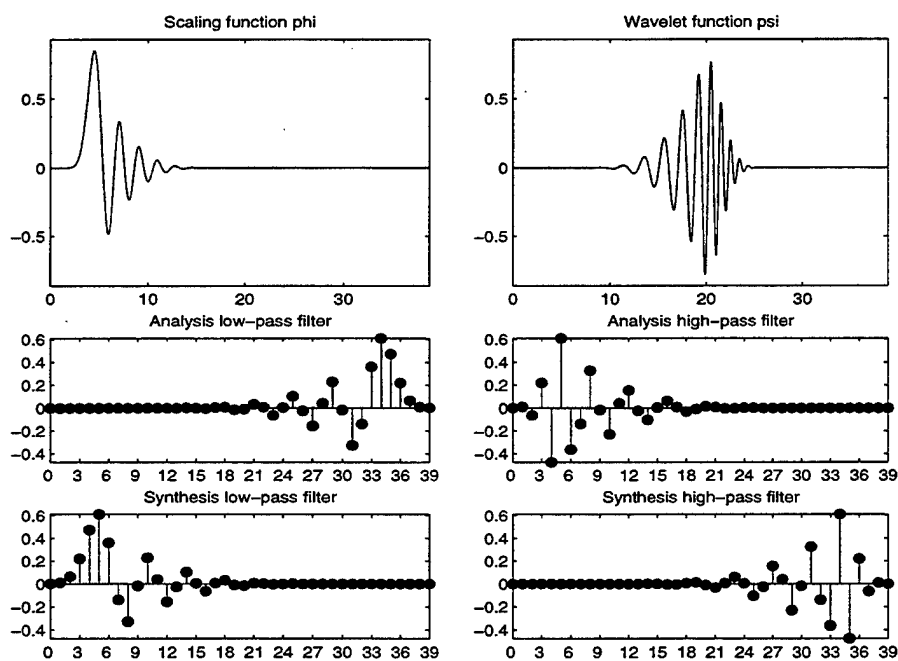 Scaling function phi
0.5
0
−0.5
0 10 20 30
Wavelet function psi
0.5
0
−0.5
0 10 20 30
Analysis low−pass filter
0.6
0.4
0.2
0
−0.2
−0.4
0 3 6 9 12 15 18 21 24 27 30 33 36 39
Analysis high−pass filter
0.6
0.4
0.2
0
−0.2
−0.4
0 3 6 9 12 15 18 21 24 27 30 33 36 39
Synthesis low−pass filter
0.6
0.4
0.2
0
−0.2
−0.4
0 3 6 9 12 15 18 21 24 27 30 33 36 39
Synthesis high−pass filter
0.6
0.4
0.2
0
−0.2
−0.4
0 3 6 9 12 15 18 21 24 27 30 33 36 39